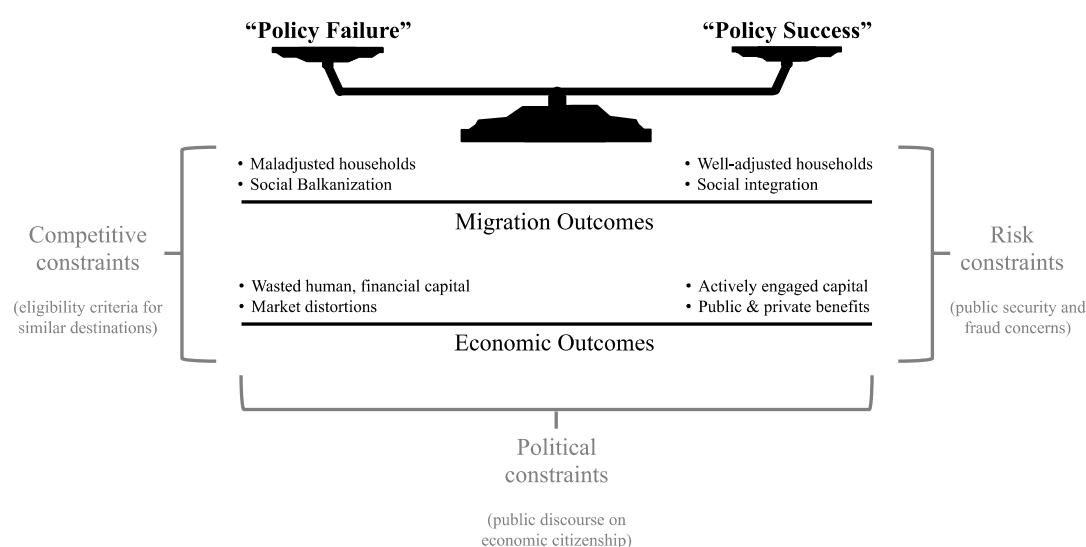 “Policy Failure”
“Policy Success”
• Maladjusted households
• Social Balkanization
• Well-adjusted households
• Social integration
Migration Outcomes
Competitive
constraints
(eligibility criteria for
similar destinations)
Risk
constraints
(public security and
fraud concerns)
• Wasted human, financial capital
• Market distortions
• Actively engaged capital
• Public & private benefits
Economic Outcomes
Political
constraints
(public discourse on
economic citizenship)